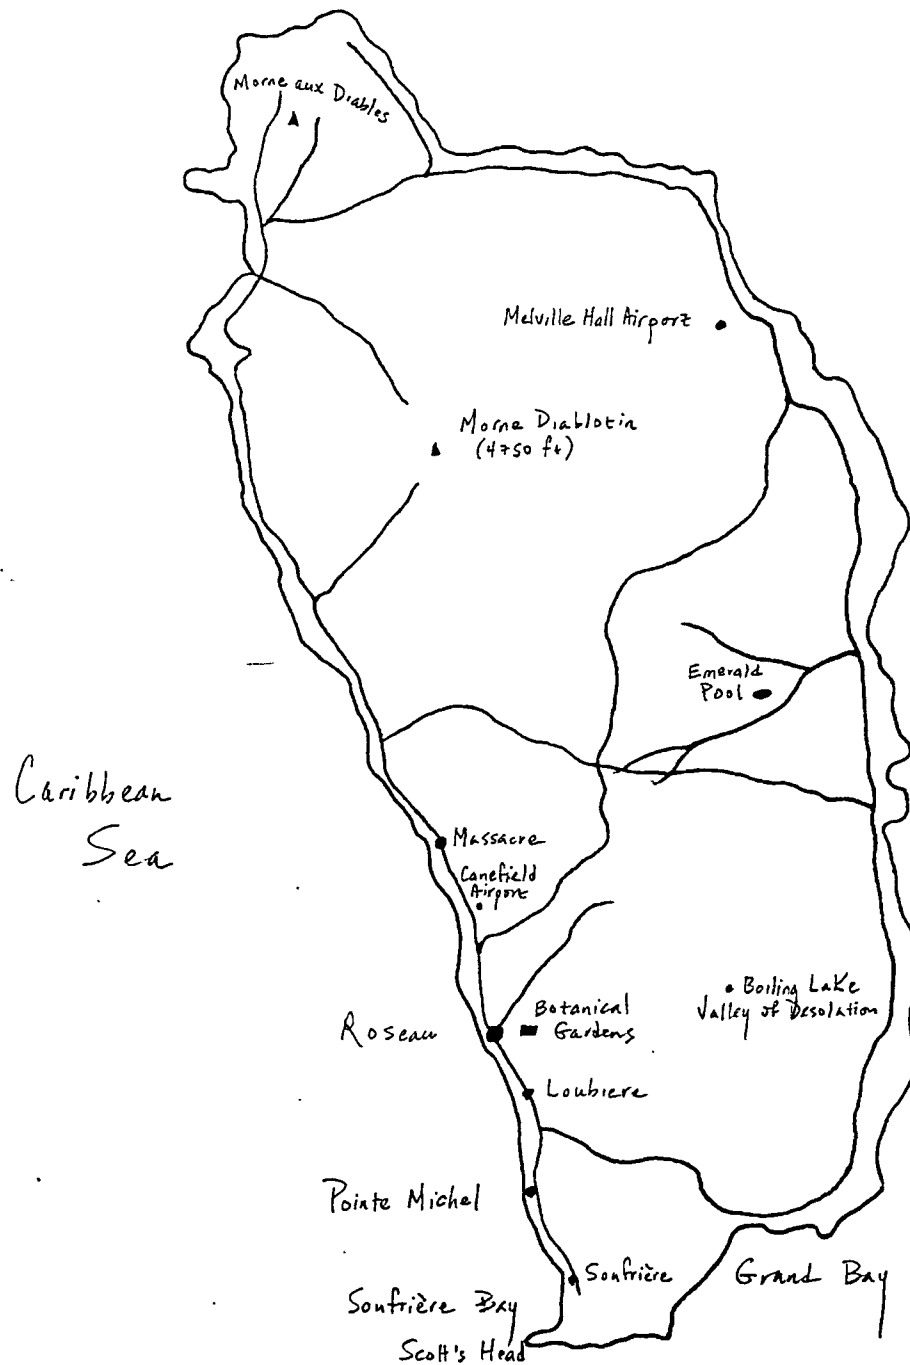 Morne aux Diables
Melville Hall Airport
Morne Diablotin
(4750 ft)
Emerald
Pool
Caribbean
Sea
Massacre
Canefield
Airport
Boiling Lake
Valley of Desolation
Botanical
Gardens
Roseau
Loubiere
Pointe Michel
Soufrière
Grand Bay
Soufrière Bay
Scott's Head